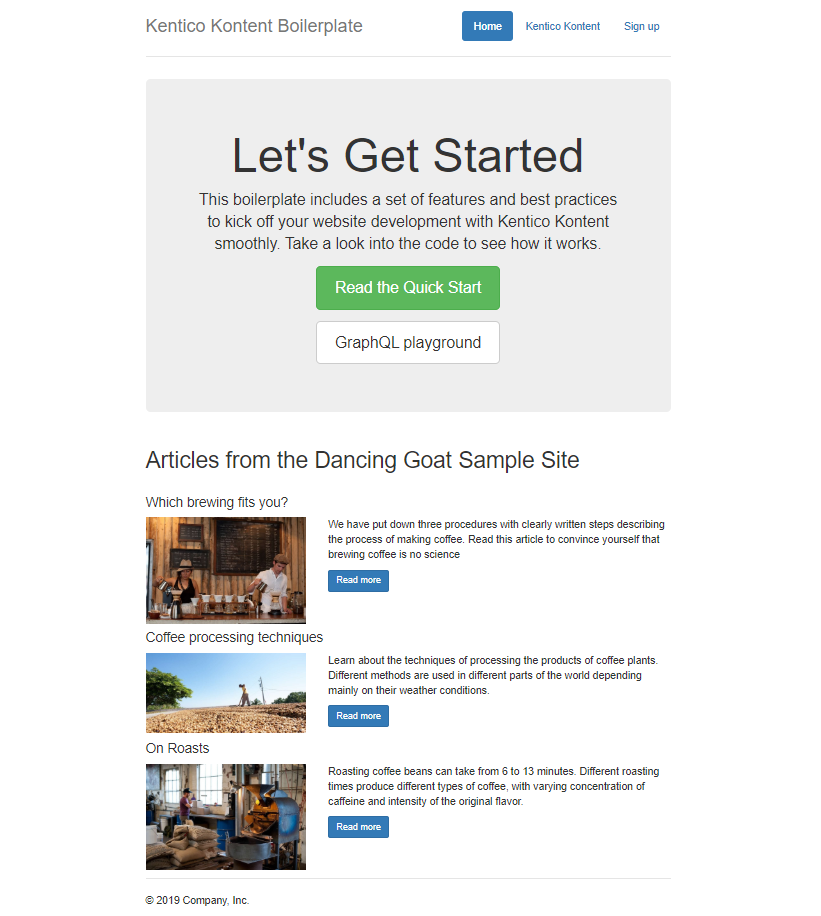 Kentico Kontent Boilerplate
Home
Kentico Kontent
Sign up
Let's Get Started
This boilerplate includes a set of features and best practices
to kick off your website development with Kentico Kontent
smoothly. Take a look into the code to see how it works.
Read the Quick Start
GraphQL playground
Articles from the Dancing Goat Sample Site
Which brewing fits you?
We have put down three procedures with clearly written steps describing
the process of making coffee. Read this article to convince yourself that
brewing coffee is no science
Read more
Coffee processing techniques
Learn about the techniques of processing the products of coffee plants.
Different methods are used in different parts of the world depending
mainly on their weather conditions.
Read more
On Roasts
Roasting coffee beans can take from 6 to 13 minutes. Different roasting
times produce different types of coffee, with varying concentration of
caffeine and intensity of the original flavor.
Read more
© 2019 Company, Inc.